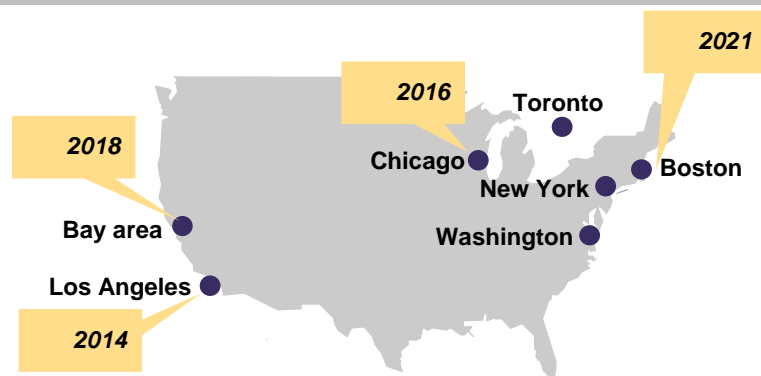 2021
2016
Toronto
2018
Chicago
Boston
New York
Bay area
Washington
Los Angeles
2014